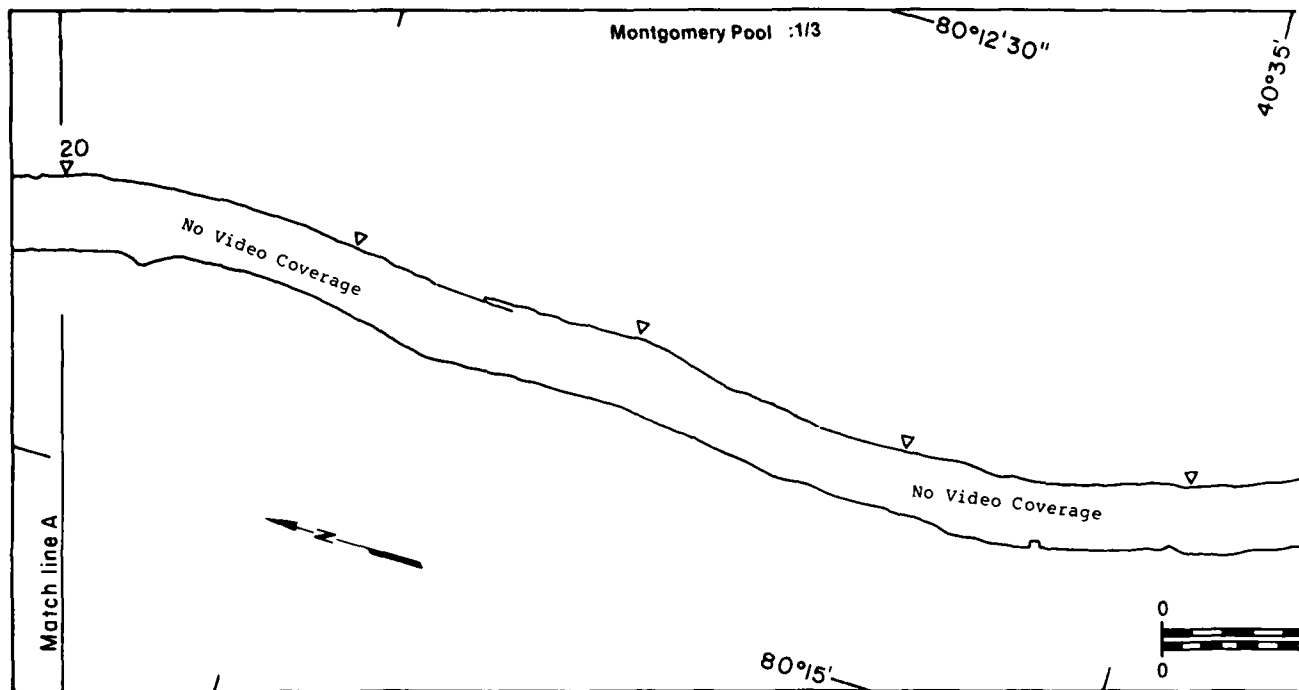 Montgomery Pool :1/3
80°12'30"
40°35'
20
No Video Coverage
No Video Coverage
N
Match line A
80°15'
0
0